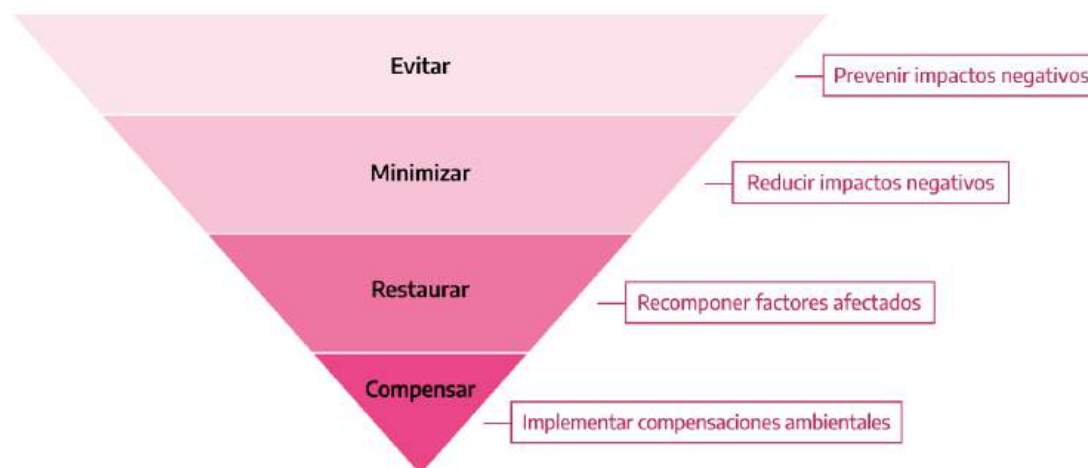 Evitar
Prevenir impactos negativos
Minimizar
Reducir impactos negativos
Restaurar
Recomponer factores afectados
Compensar
Implementar compensaciones ambientales